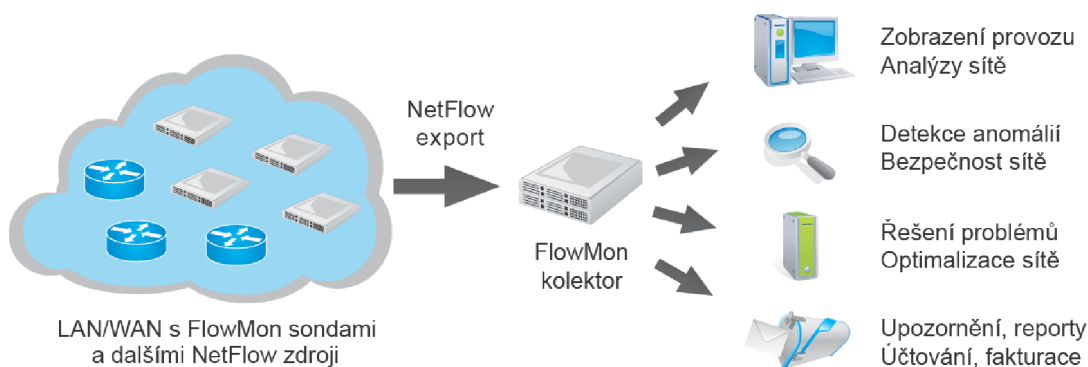 NetFlow
export
LAN/WAN s FlowMon sondami
a dalšími NetFlow zdroji
FlowMon
kolektor
Zobrazení provozu
Analýzy sítě
Detekce anomálií
Bezpečnost sítě
Řešení problémů
Optimalizace sítě
Upozornění, reporty
Účtování, fakturace